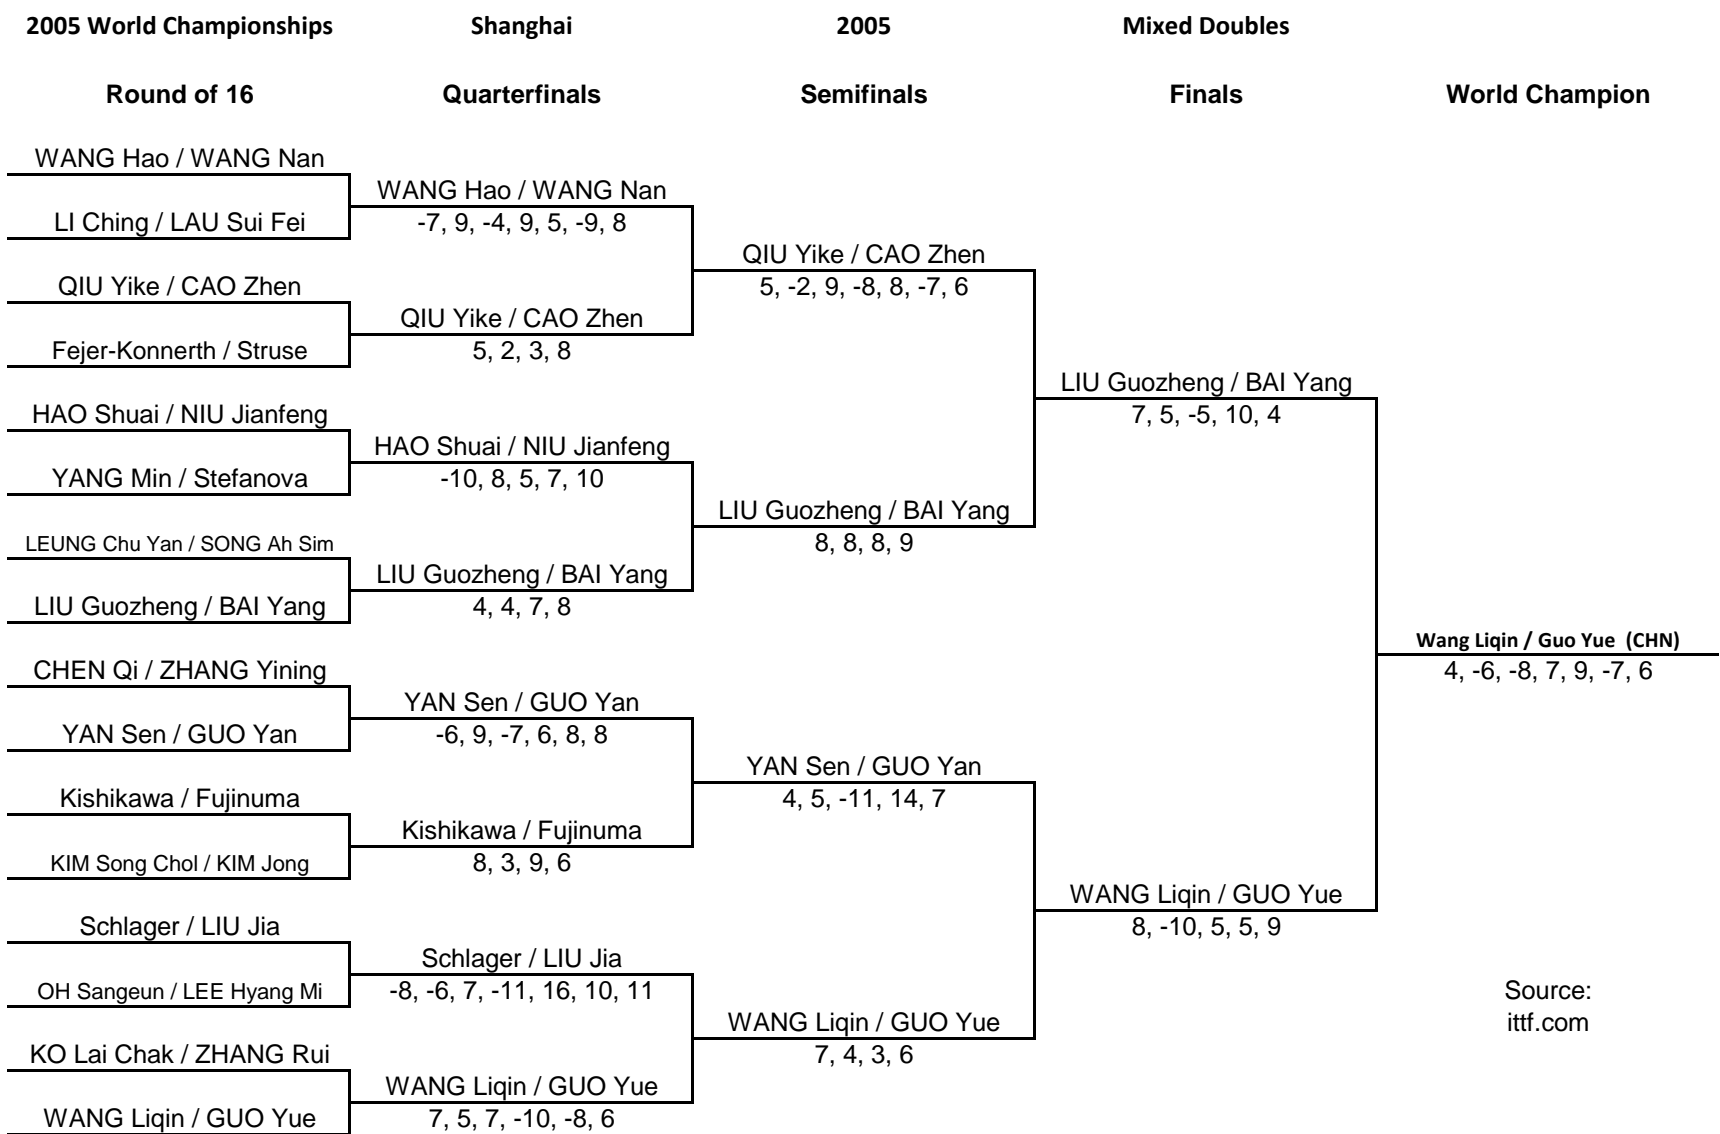 2005 World Championships Shanghai 2005 Mixed Doubles
Round of 16 Quarterfinals Semifinals Finals World Champion
WANG Hao / WANG Nan
WANG Hao / WANG Nan
LI Ching / LAU Sui Fei
-7, 9, -4, 9, 5, -9, 8
QIU Yike / CAO Zhen
QIU Yike / CAO Zhen
5, -2, 9, -8, 8, -7, 6
QIU Yike / CAO Zhen
Fejer-Konnerth / Struse
5, 2, 3, 8
LIU Guozheng / BAI Yang
7, 5, -5, 10, 4
HAO Shuai / NIU Jianfeng
HAO Shuai / NIU Jianfeng
YANG Min / Stefanova
-10, 8, 5, 7, 10
LIU Guozheng / BAI Yang
8, 8, 8, 9
LEUNG Chu Yan / SONG Ah Sim
LIU Guozheng / BAI Yang
LIU Guozheng / BAI Yang
4, 4, 7, 8
Wang Liqin / Guo Yue (CHN)
4, -6, -8, 7, 9, -7, 6
CHEN Qi / ZHANG Yining
YAN Sen / GUO Yan
YAN Sen / GUO Yan
-6, 9, -7, 6, 8, 8
YAN Sen / GUO Yan
4, 5, -11, 14, 7
Kishikawa / Fujinuma
Kishikawa / Fujinuma
KIM Song Chol / KIM Jong
8, 3, 9, 6
WANG Liqin / GUO Yue
8, -10, 5, 5, 9
Schlager / LIU Jia
Schlager / LIU Jia
OH Sangeun / LEE Hyang Mi
-8, -6, 7, -11, 16, 10, 11
Source:
ittf.com
WANG Liqin / GUO Yue
7, 4, 3, 6
KO Lai Chak / ZHANG Rui
WANG Liqin / GUO Yue
WANG Liqin / GUO Yue
7, 5, 7, -10, -8, 6